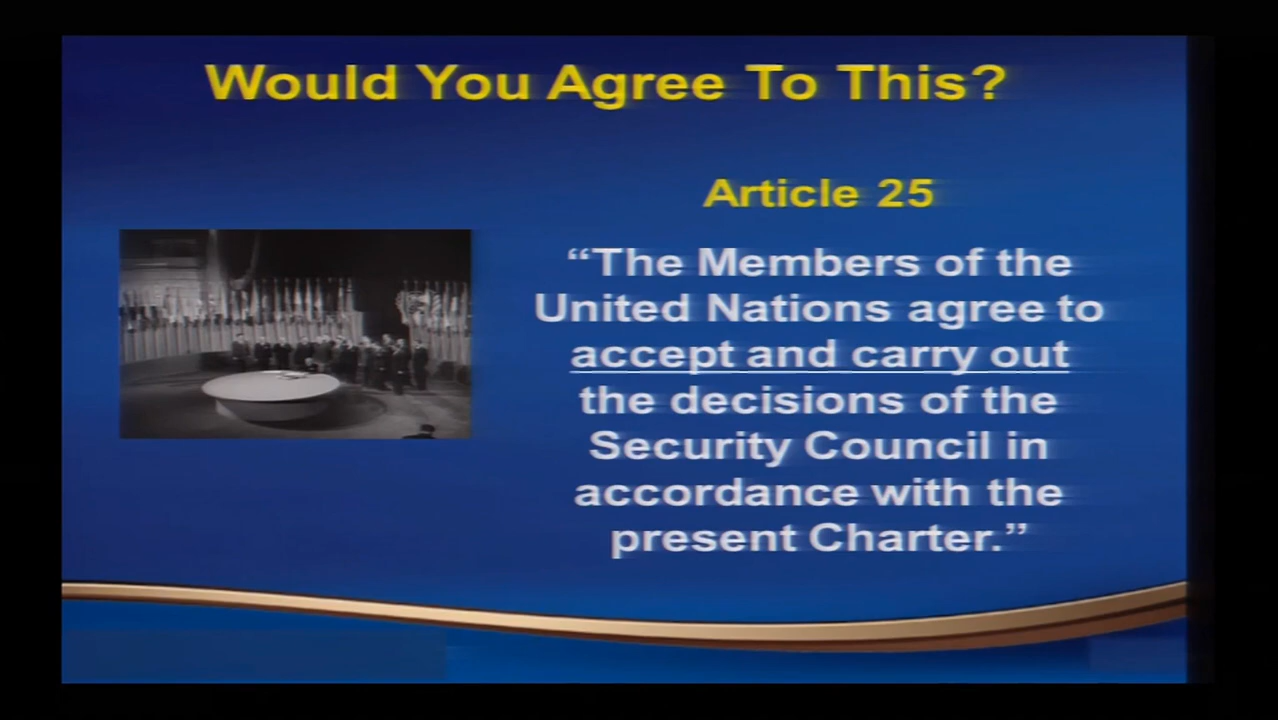 Would You Agree To This?
Article 25
“The Members of the
United Nations agree to
accept and carry out
the decisions of the
Security Council in
accordance with the
present Charter.”